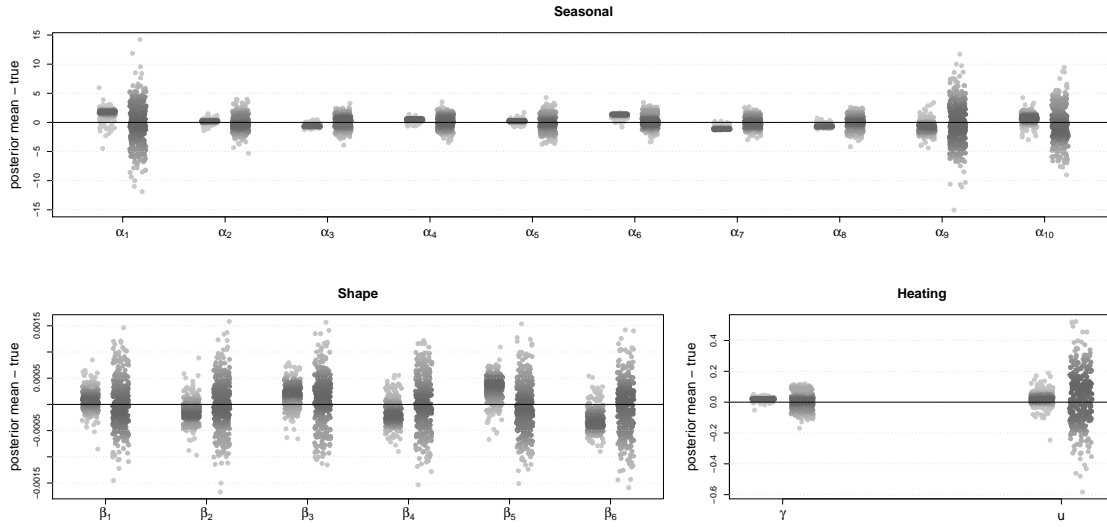 Seasonal
posterior mean − true
15
10
5
0
−5
−10
−15
α1 α2 α3 α4 α5 α6 α7 α8 α9 α10
Shape
posterior mean − true
0.0015
0.0005
−0.0005
−0.0015
β1 β2 β3 β4 β5 β6
Heating
posterior mean − true
0.4
0.2
0.0
−0.2
−0.4
−0.6
γ u